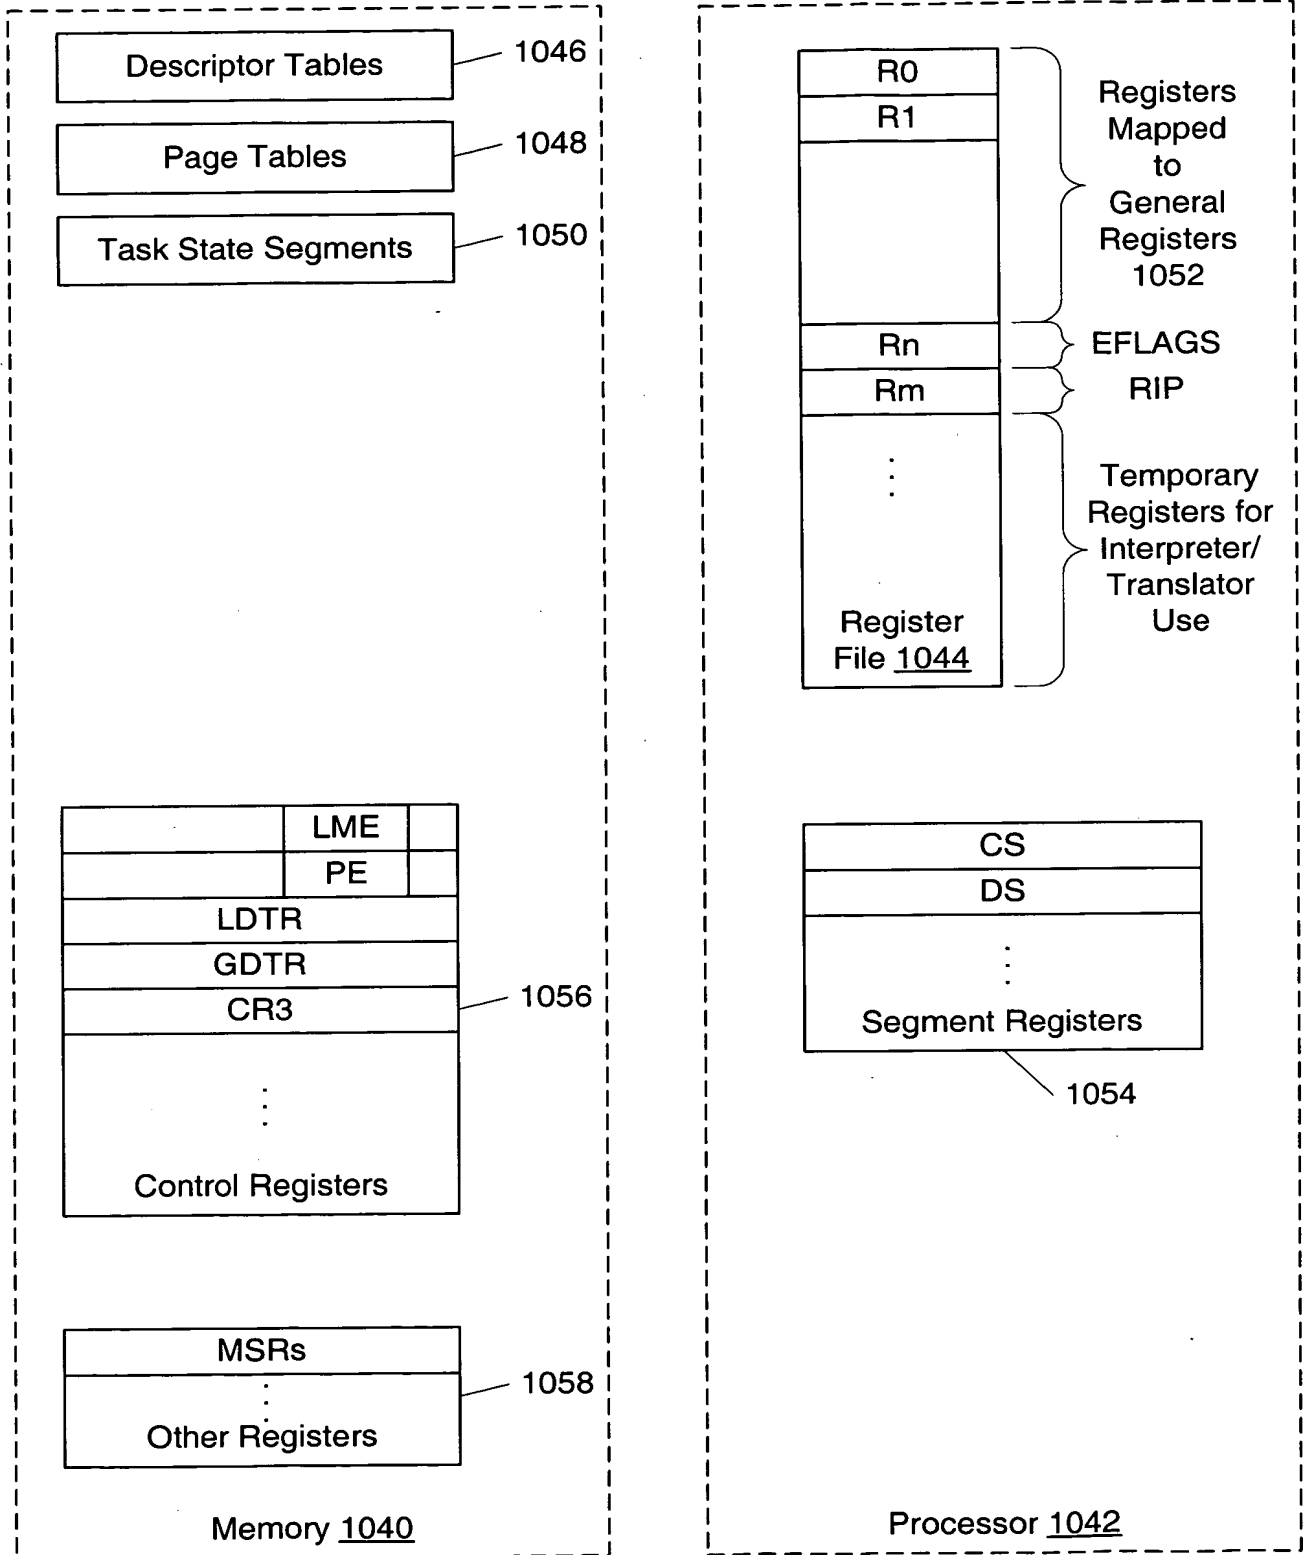 Descriptor Tables
1046
Page Tables
1048
Task State Segments
1050
LME
PE
LDTR
GDTR
CR3
1056
Control Registers
MSRs
1058
Other Registers
Memory 1040
R0
R1
Registers
Mapped
to
General
Registers
1052
Rn
EFLAGS
Rm
RIP
Temporary
Registers for
Interpreter/
Translator
Use
Register
File 1044
CS
DS
Segment Registers
1054
Processor 1042